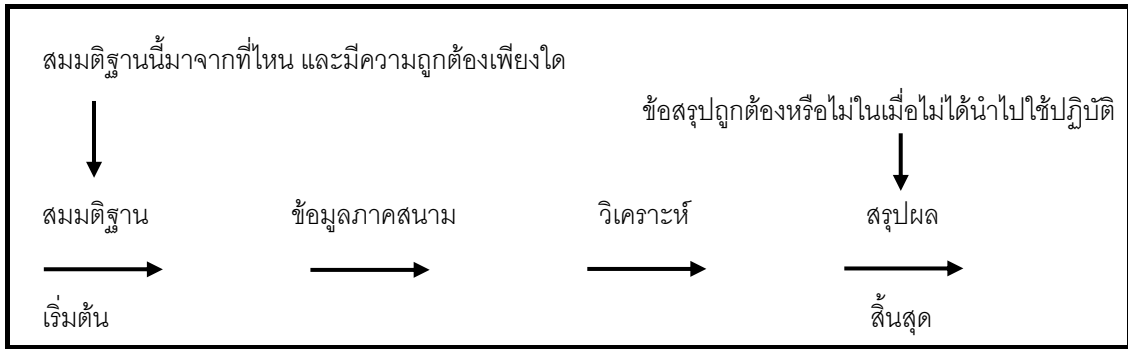 สมมติฐานนี้มาจากที่ไหน และมีความถูกต้องเพียงใด
ข้อสรุปถูกต้องหรือไม่ในเมื่อไม่ได้นำไปใช้ปฏิบัติ
สมมติฐาน ข้อมูลภาคสนาม วิเคราะห์ สรุปผล
เริ่มต้น สิ้นสุด